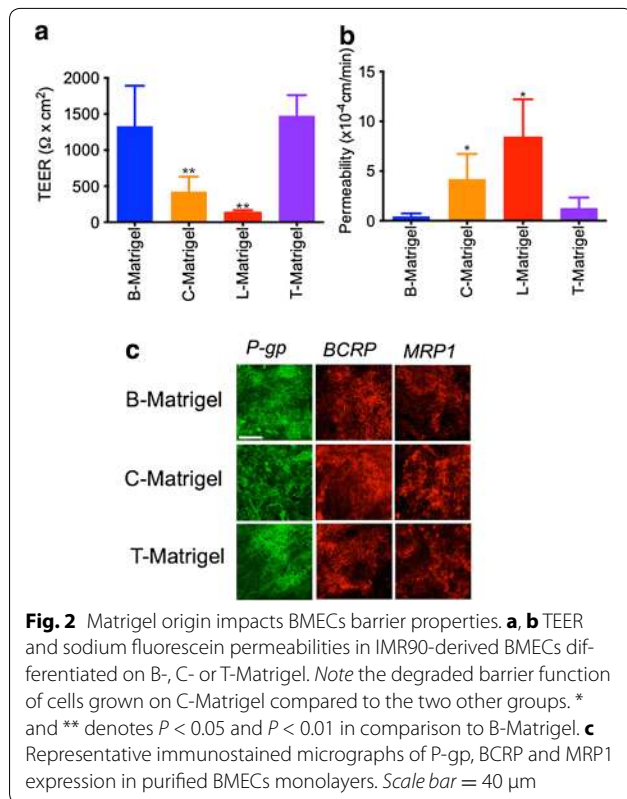 a
TEER (Ω x cm²)
2000
1500
1000
500
0
**
**
B-Matrigel
C-Matrigel
L-Matrigel
T-Matrigel
b
Permeability (x10⁻⁴cm/min)
15
10
5
0
*
*
B-Matrigel
C-Matrigel
L-Matrigel
T-Matrigel
c
P-gp BCRP MRP1
B-Matrigel
C-Matrigel
T-Matrigel
Fig. 2 Matrigel origin impacts BMECs barrier properties. a, b TEER
and sodium fluorescein permeabilities in IMR90-derived BMECs dif-
ferentiated on B-, C- or T-Matrigel. Note the degraded barrier function
of cells grown on C-Matrigel compared to the two other groups. *
and ** denotes P < 0.05 and P < 0.01 in comparison to B-Matrigel. c
Representative immunostained micrographs of P-gp, BCRP and MRP1
expression in purified BMECs monolayers. Scale bar = 40 µm